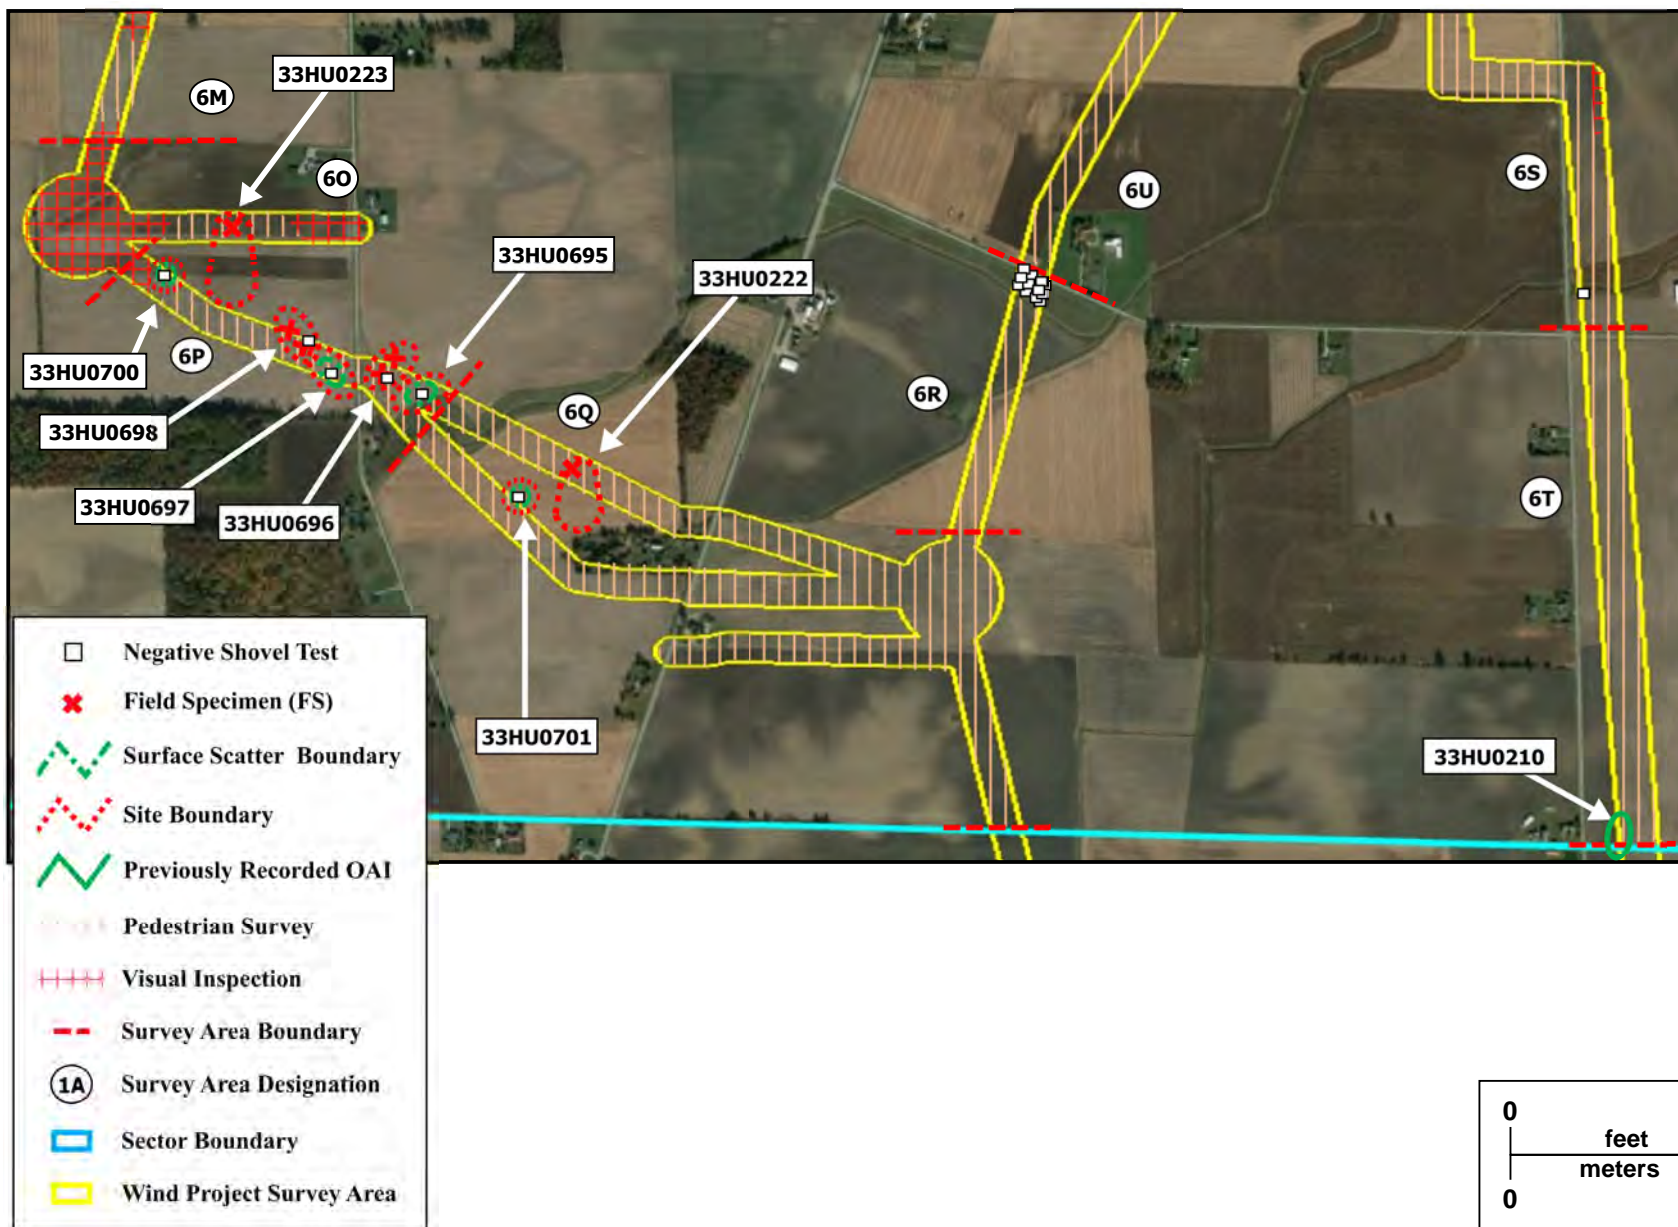 33HU0223
6M
6O
33HU0695
33HU0222
6U
6S
33HU0700
6P
33HU0698
33HU0697
33HU0696
6Q
6R
6T
33HU0701
33HU0210
Negative Shovel Test
Field Specimen (FS)
Surface Scatter Boundary
Site Boundary
Previously Recorded OAI
Pedestrian Survey
Visual Inspection
Survey Area Boundary
1A Survey Area Designation
Sector Boundary
Wind Project Survey Area
0
feet
meters
0